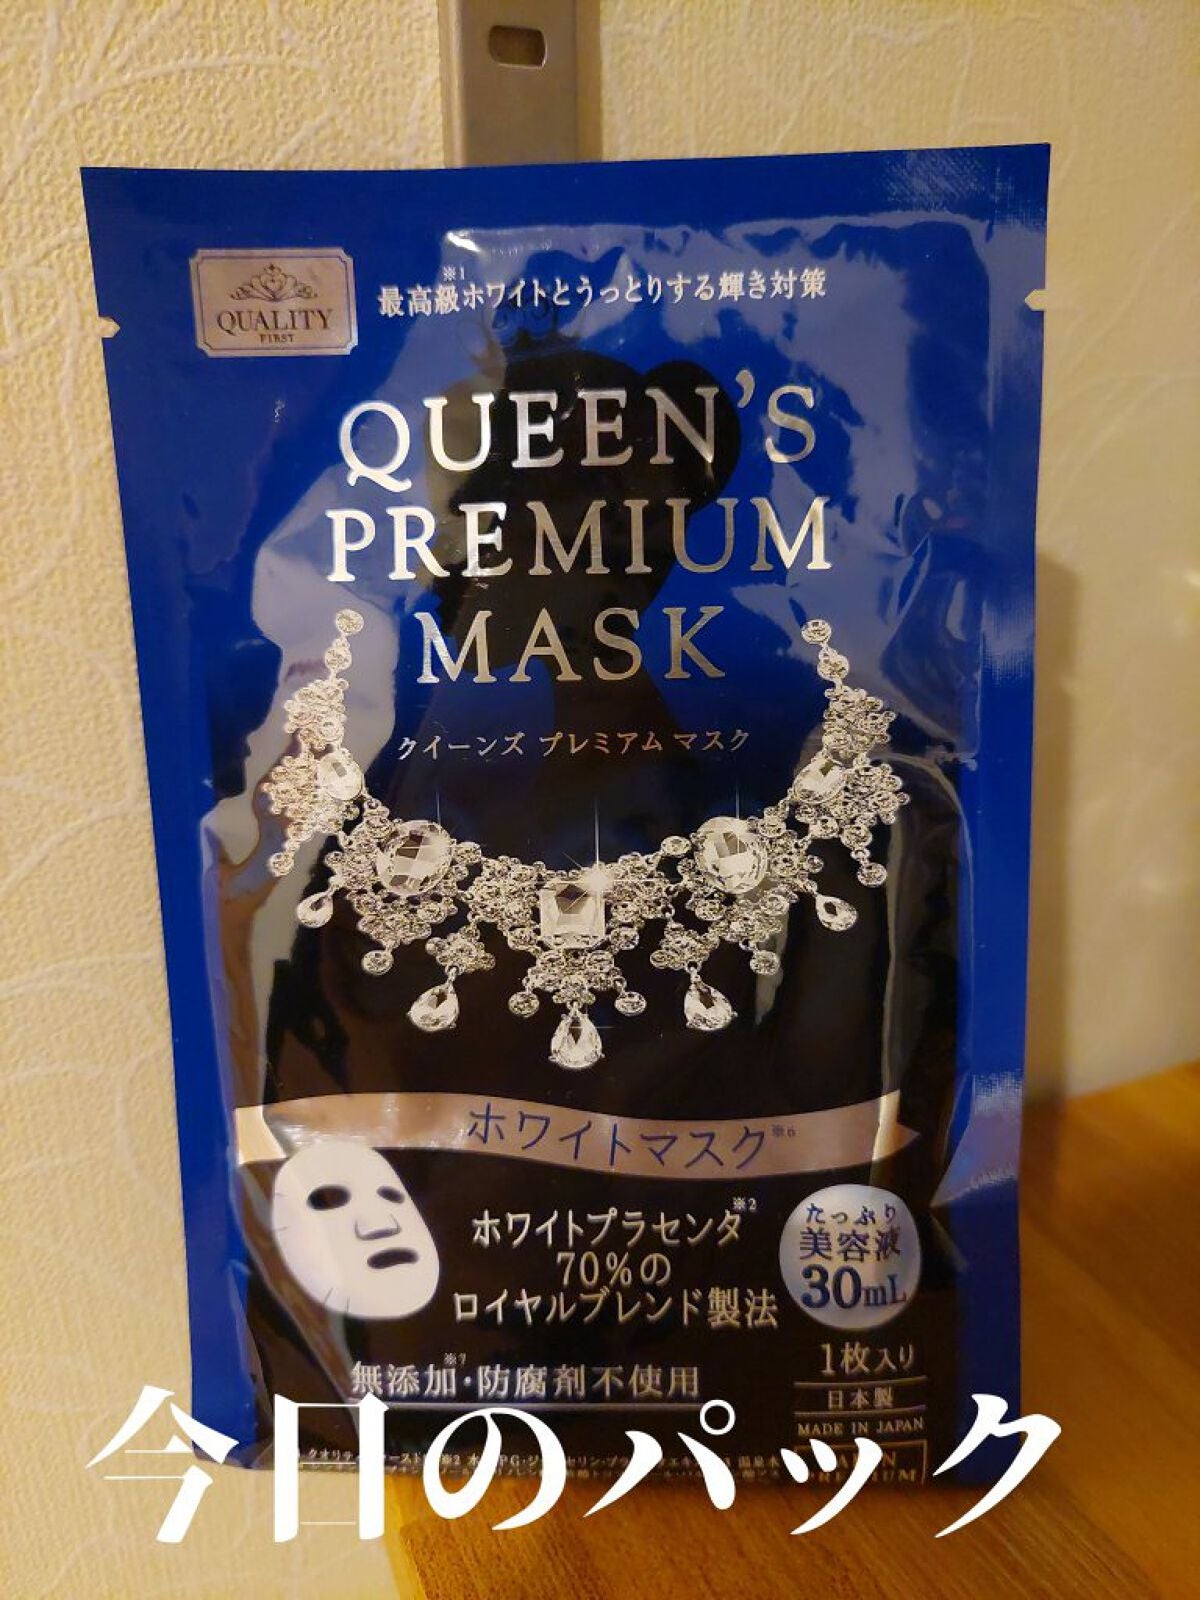 ※1
最高級ホワイトとうっとりする輝き対策
QUALITY
FIRST
QUEEN'S
PREMIUM
MASK
クイーンズ プレミアム マスク
ホワイトマスク※6
ホワイトプラセンタ※2
70%の
ロイヤルブレンド製法
たっぷり
美容液
30mL
※7
無添加・防腐剤不使用
1枚入り
日本製
MADE IN JAPAN
今日のパック